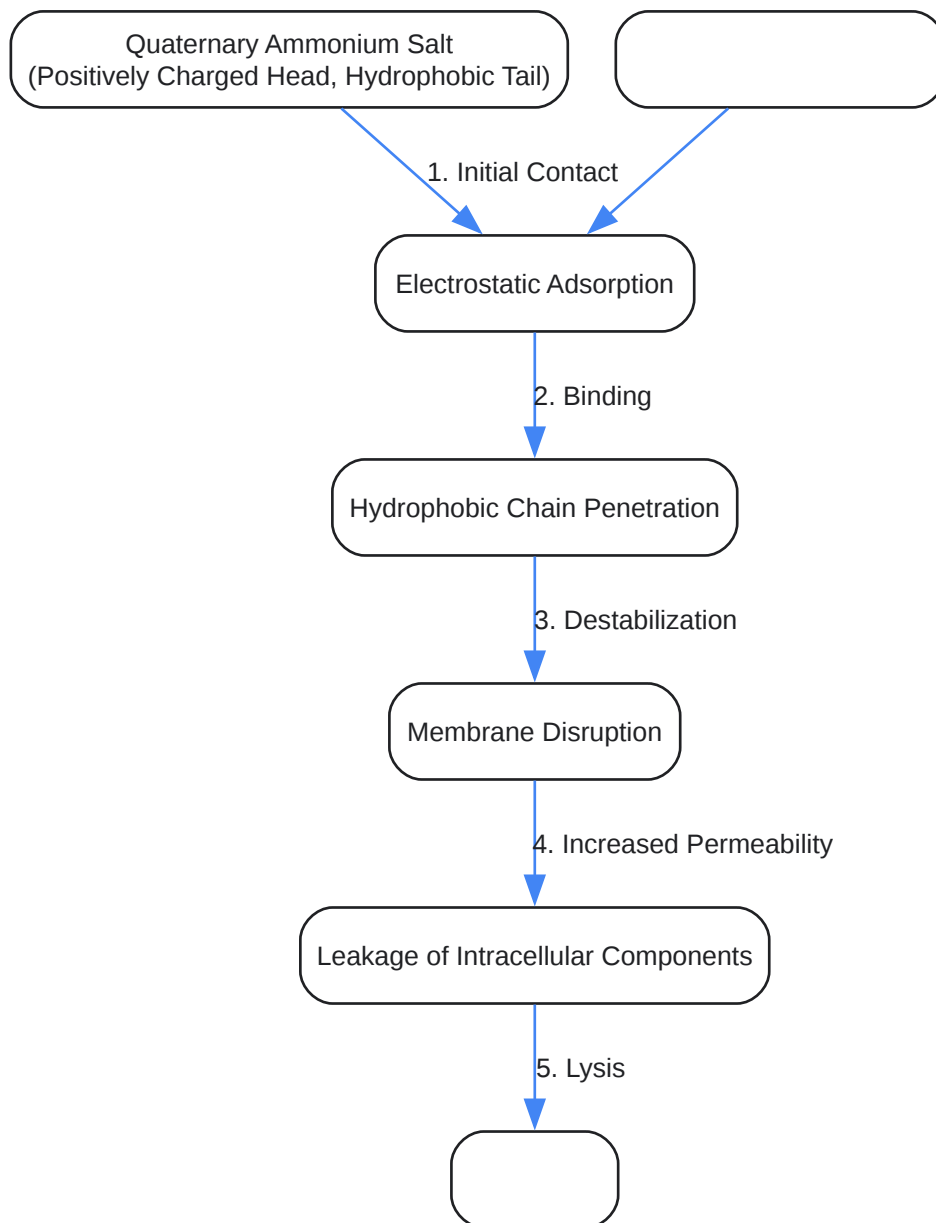 Quaternary Ammonium Salt
(Positively Charged Head, Hydrophobic Tail)
1. Initial Contact
Electrostatic Adsorption
2. Binding
Hydrophobic Chain Penetration
3. Destabilization
Membrane Disruption
4. Increased Permeability
Leakage of Intracellular Components
5. Lysis